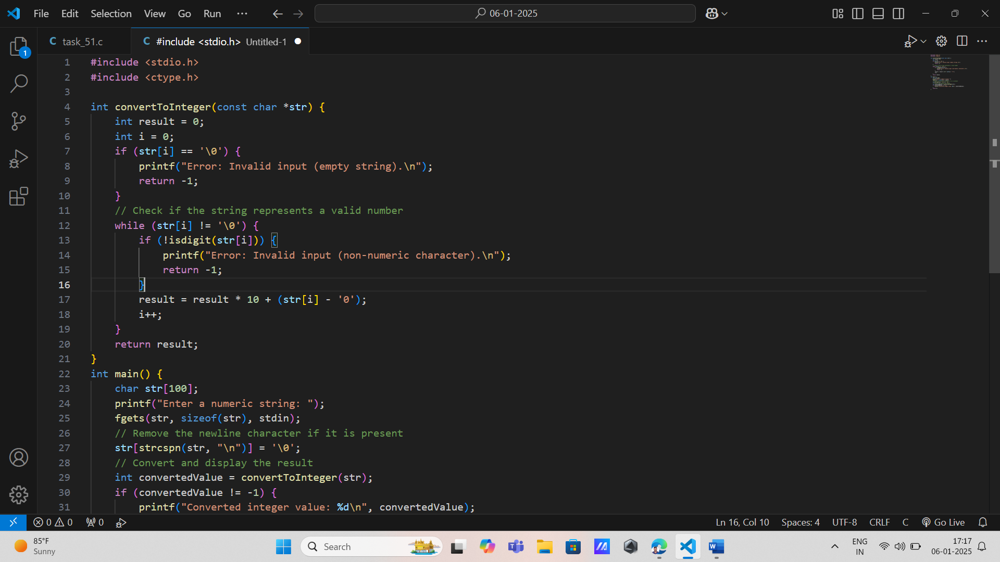 File Edit Selection View Go Run ··· 06-01-2025
1
task_51.c
C #include <stdio.h> Untitled-1
1 #include <stdio.h>
2 #include <ctype.h>
3
4 int convertToInteger(const char *str) {
5 int result = 0;
6 int i = 0;
7 if (str[i] == '\0') {
8 printf("Error: Invalid input (empty string).\n");
9 return -1;
10 }
11 // Check if the string represents a valid number
12 while (str[i] != '\0') {
13 if (!isdigit(str[i])) {
14 printf("Error: Invalid input (non-numeric character).\n");
15 return -1;
16 }
17 result = result * 10 + (str[i] - '0');
18 i++;
19 }
20 return result;
21 }
22 int main() {
23 char str[100];
24 printf("Enter a numeric string: ");
25 fgets(str, sizeof(str), stdin);
26 // Remove the newline character if it is present
27 str[strcspn(str, "\n")] = '\0';
28 // Convert and display the result
29 int convertedValue = convertToInteger(str);
30 if (convertedValue != -1) {
31 printf("Converted integer value: %d\n", convertedValue);
0 0 0 Ln 16, Col 10 Spaces: 4 UTF-8 CRLF C Go Live
85°F
Sunny
Search
ENG
IN
17:17
06-01-2025